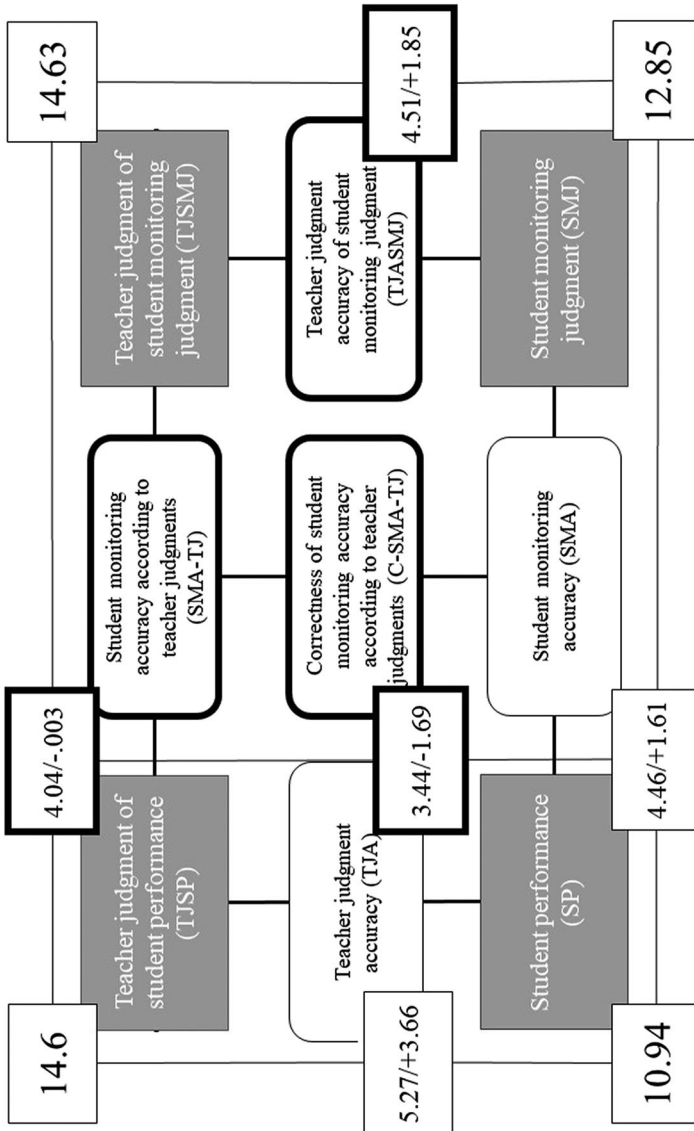 14.6
4.04/-.003
14.63
Teacher judgment of
student performance
(TJSP)
Student monitoring
accuracy according to
teacher judgments
(SMA-TJ)
Teacher judgment of
student monitoring
judgment (TJSMJ)
5.27/+3.66
Teacher judgment
accuracy (TJA)
3.44/-1.69
Correctness of student
monitoring accuracy
according to teacher
judgments (C-SMA-TJ)
Teacher judgment
accuracy of student
monitoring judgment
(TJASMJ)
4.51/+1.85
Student performance
(SP)
Student monitoring
accuracy (SMA)
Student monitoring
judgment (SMJ)
10.94
4.46/+1.61
12.85